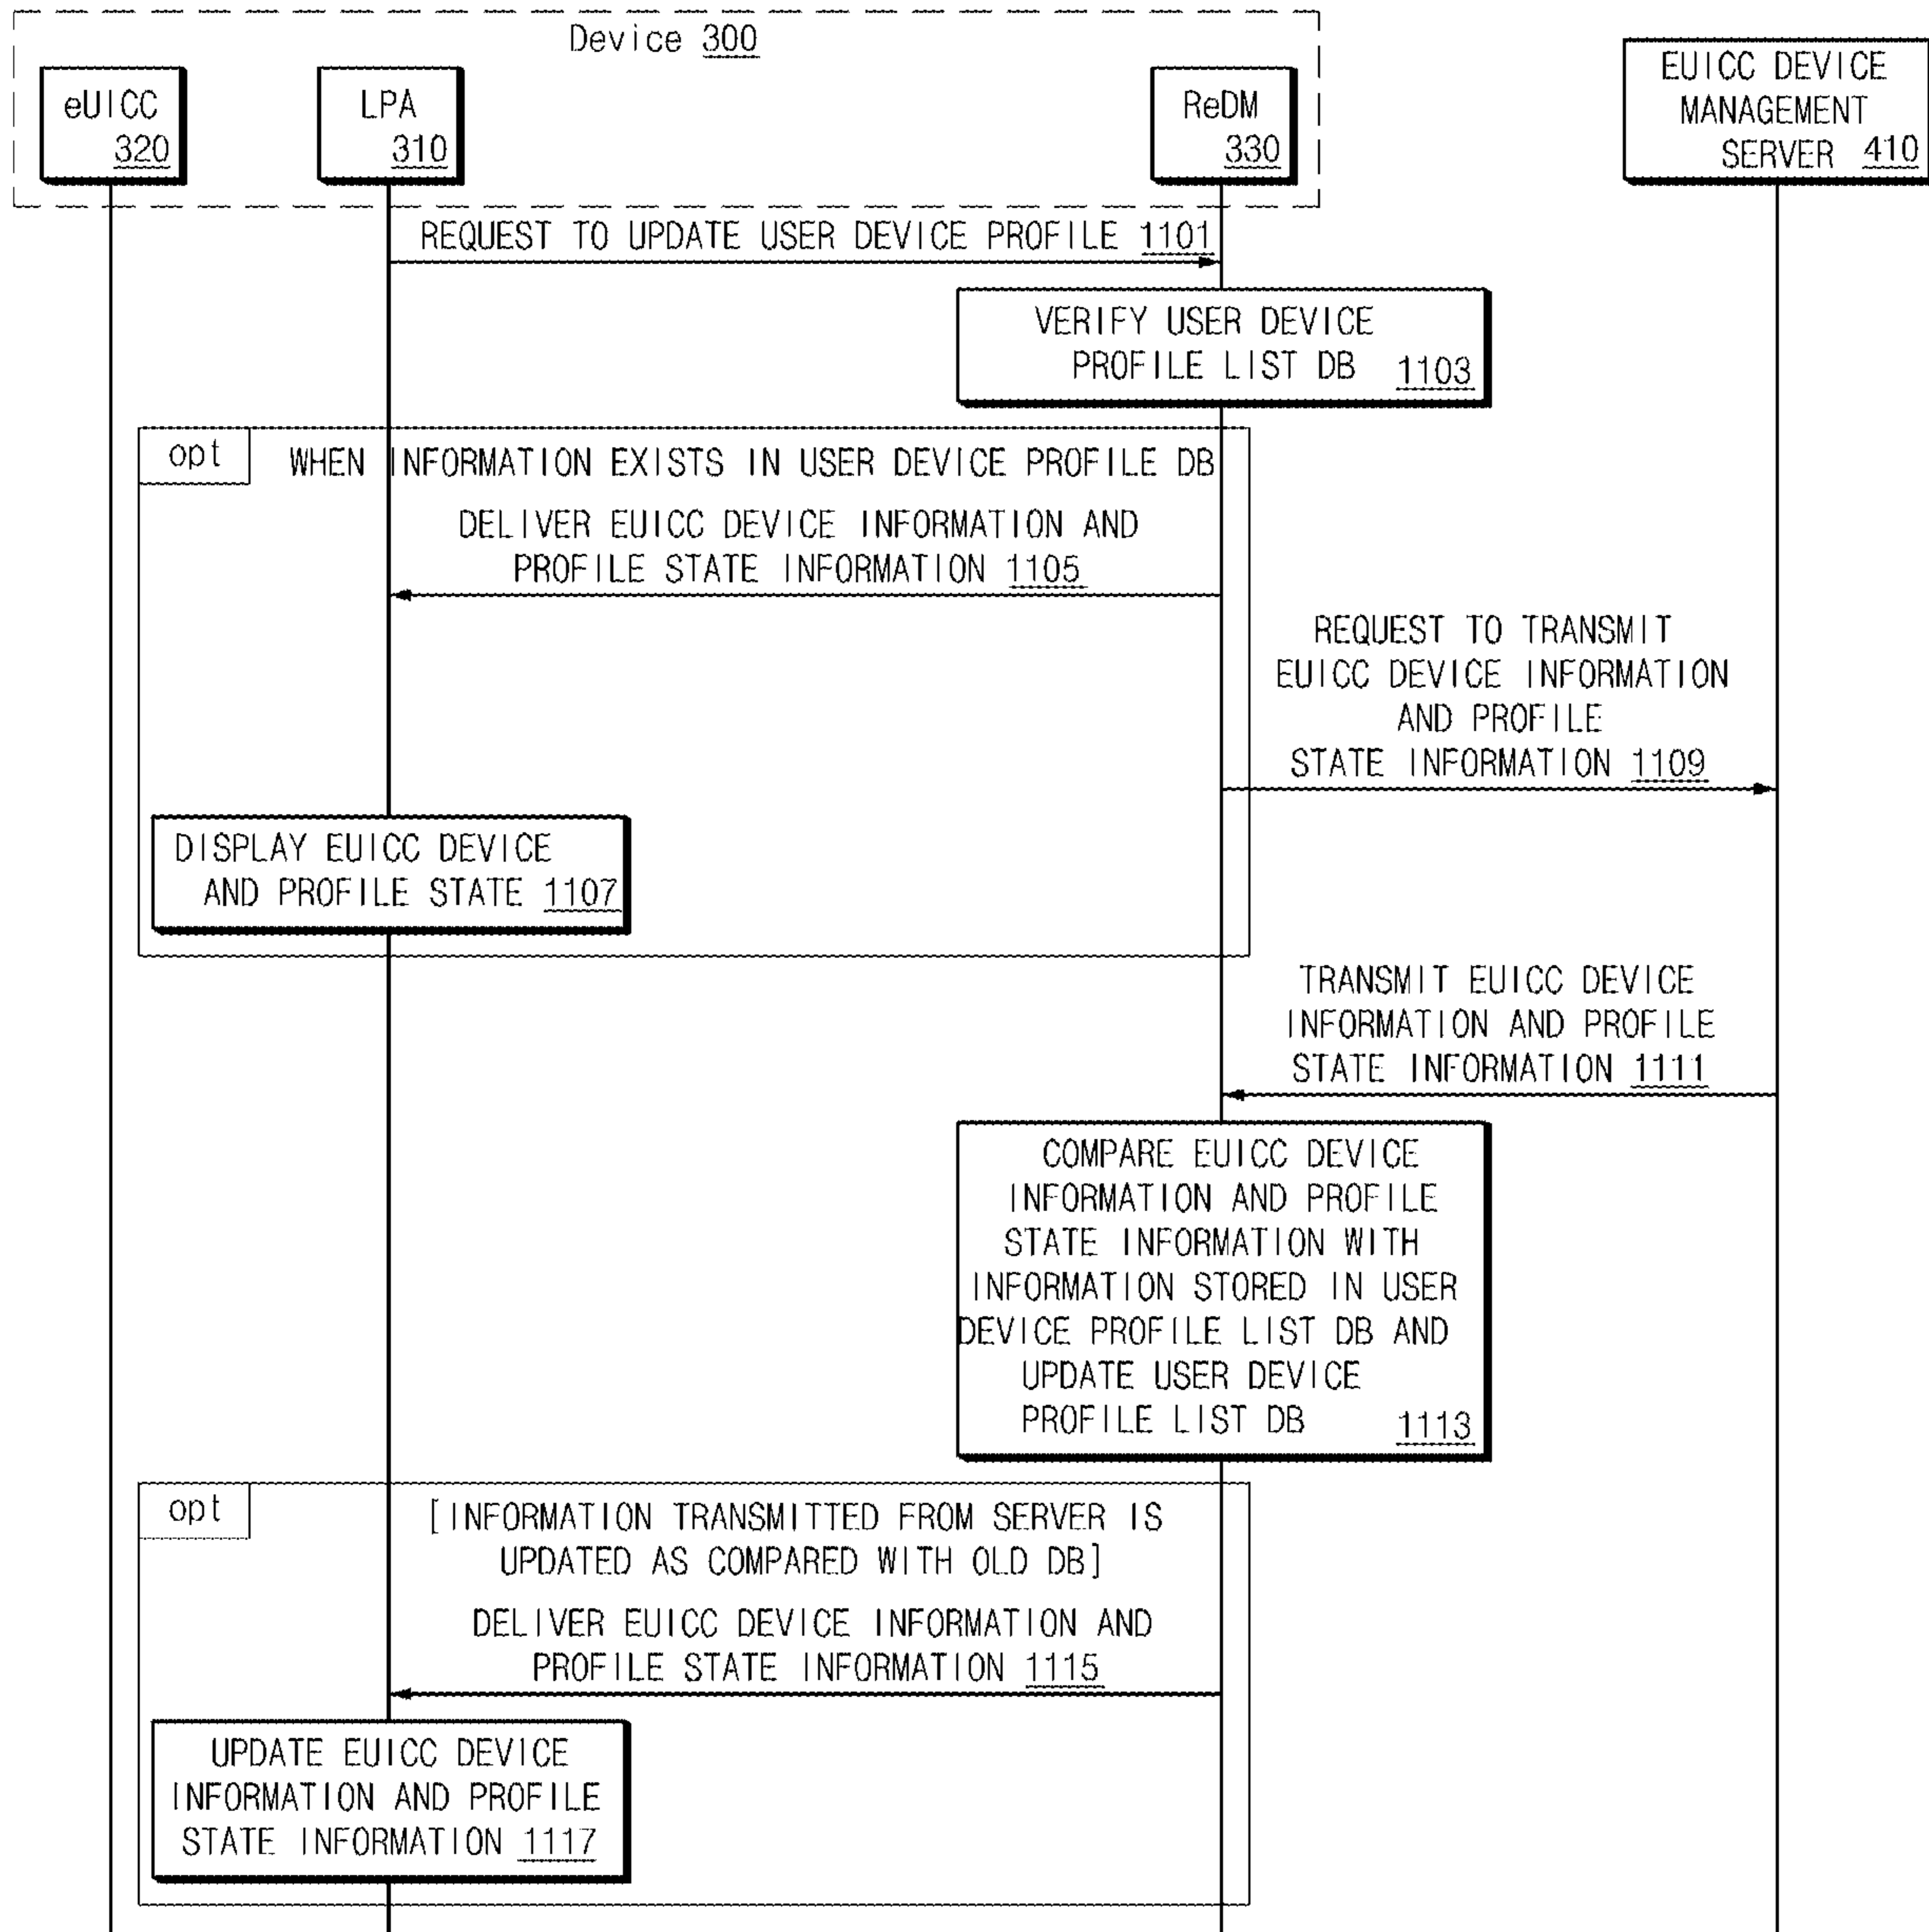 Device 300
eUICC
320
LPA
310
ReDM
330
EUICC DEVICE
MANAGEMENT
SERVER 410
REQUEST TO UPDATE USER DEVICE PROFILE 1101
VERIFY USER DEVICE
PROFILE LIST DB 1103
opt
WHEN INFORMATION EXISTS IN USER DEVICE PROFILE DB
DELIVER EUICC DEVICE INFORMATION AND
PROFILE STATE INFORMATION 1105
REQUEST TO TRANSMIT
EUICC DEVICE INFORMATION
AND PROFILE
STATE INFORMATION 1109
DISPLAY EUICC DEVICE
AND PROFILE STATE 1107
TRANSMIT EUICC DEVICE
INFORMATION AND PROFILE
STATE INFORMATION 1111
COMPARE EUICC DEVICE
INFORMATION AND PROFILE
STATE INFORMATION WITH
INFORMATION STORED IN USER
DEVICE PROFILE LIST DB AND
UPDATE USER DEVICE
PROFILE LIST DB 1113
opt
[INFORMATION TRANSMITTED FROM SERVER IS
UPDATED AS COMPARED WITH OLD DB]
DELIVER EUICC DEVICE INFORMATION AND
PROFILE STATE INFORMATION 1115
UPDATE EUICC DEVICE
INFORMATION AND PROFILE
STATE INFORMATION 1117